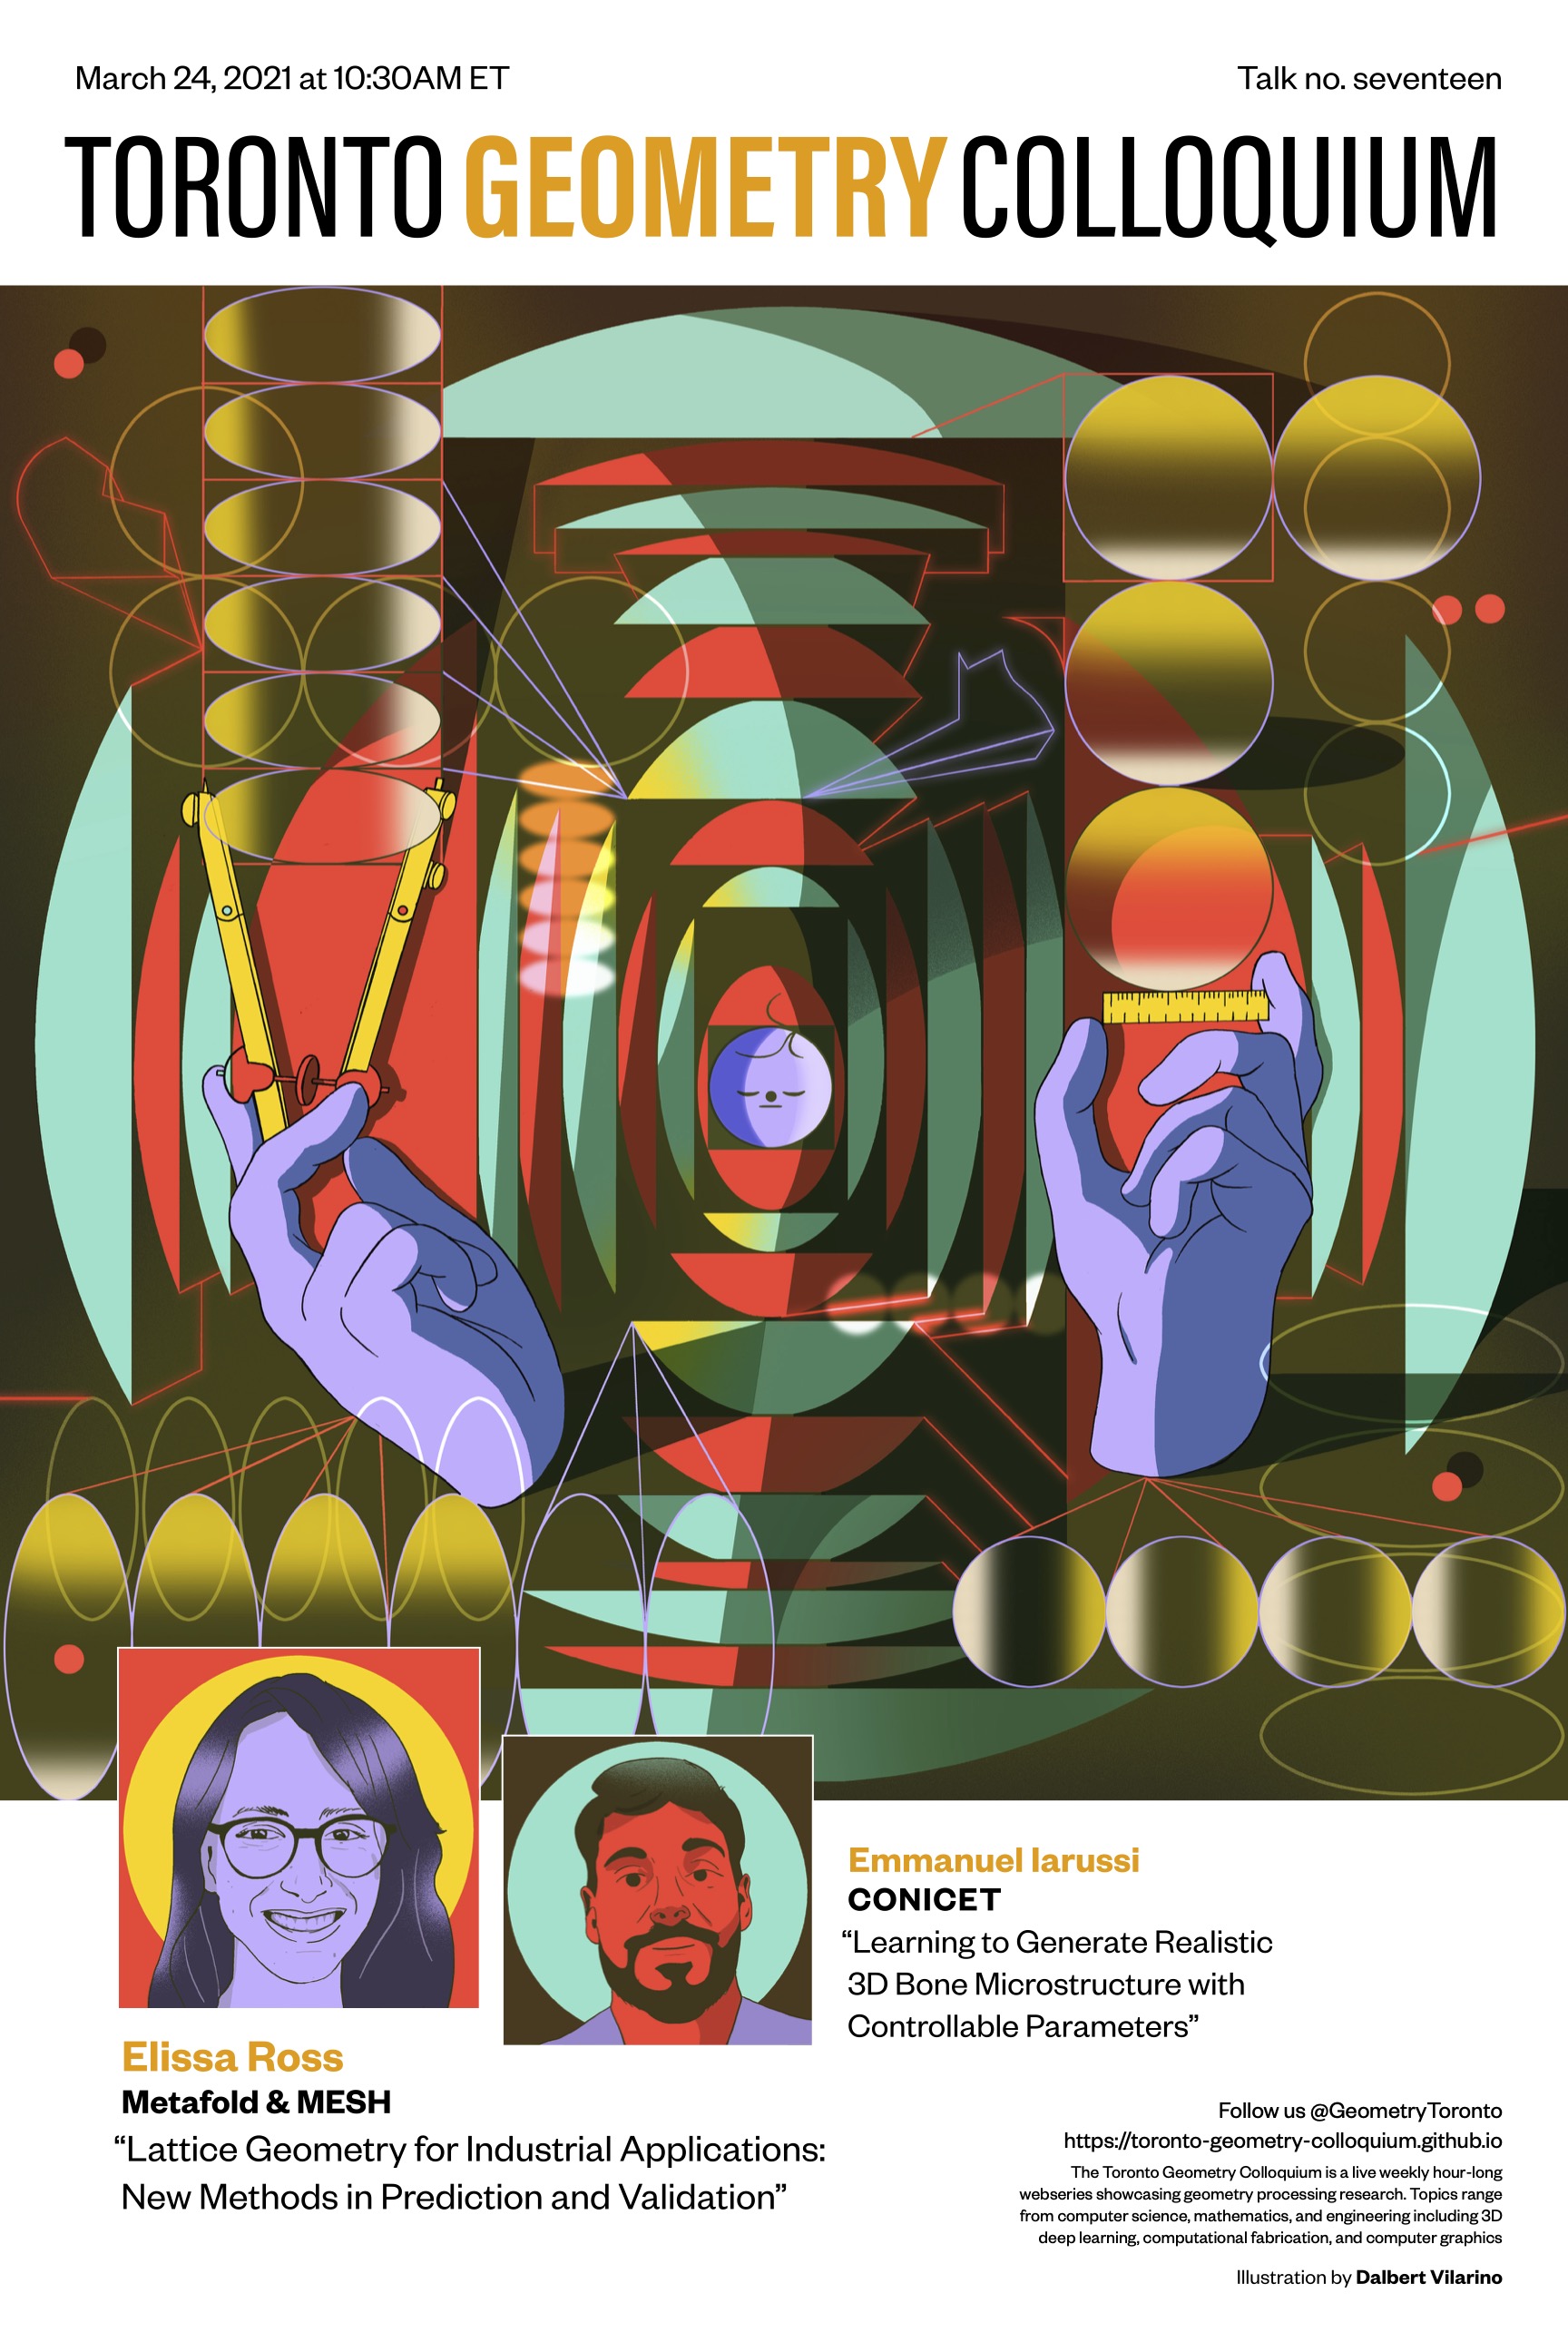 March 24, 2021 at 10:30AM ET
Talk no. seventeen
TORONTO GEOMETRY COLLOQUIUM
Emmanuel Iarussi
CONICET
“Learning to Generate Realistic
3D Bone Microstructure with
Controllable Parameters”
Elissa Ross
Metafold & MESH
“Lattice Geometry for Industrial Applications:
New Methods in Prediction and Validation”
Follow us @GeometryToronto
https://toronto-geometry-colloquium.github.io
The Toronto Geometry Colloquium is a live weekly hour-long
webseries showcasing geometry processing research. Topics range
from computer science, mathematics, and engineering including 3D
deep learning, computational fabrication, and computer graphics
Illustration by Dalbert Vilarino